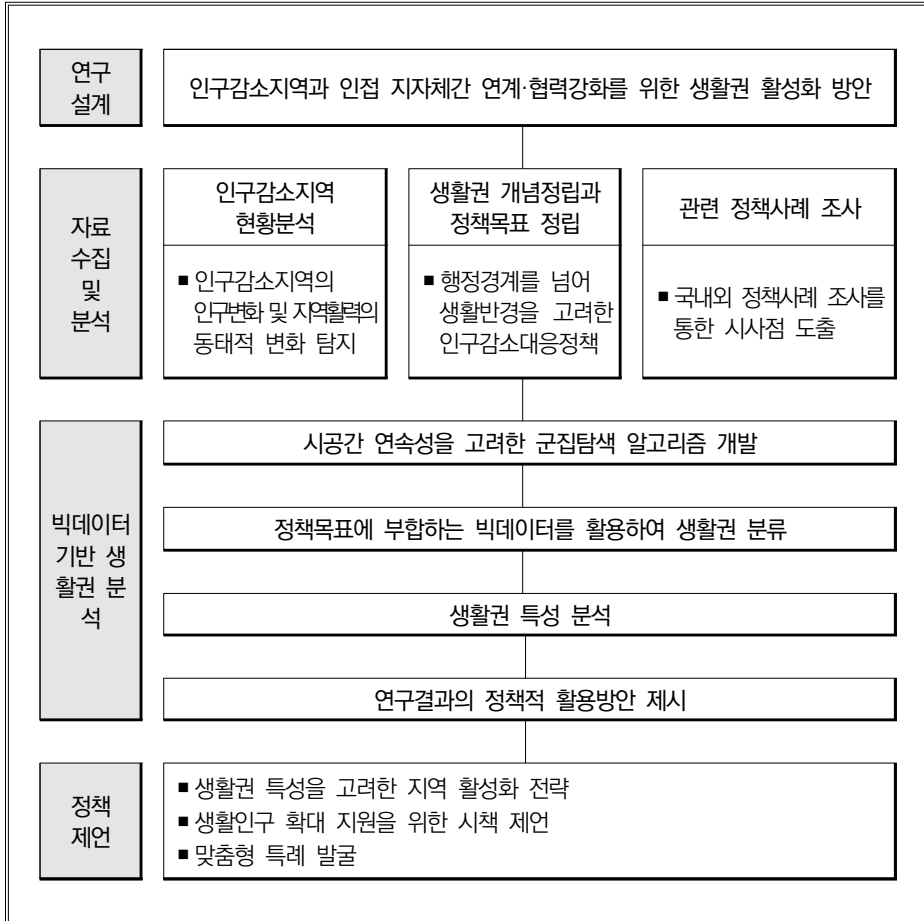 연구
설계
인구감소지역과 인접 지자체간 연계·협력강화를 위한 생활권 활성화 방안
자료
수집
및
분석
인구감소지역
현황분석
■ 인구감소지역의
인구변화 및 지역활력의
동태적 변화 탐지
생활권 개념정립과
정책목표 정립
■ 행정경계를 넘어
생활반경을 고려한
인구감소대응정책
관련 정책사례 조사
■ 국내외 정책사례 조사를
통한 시사점 도출
빅데이터
기반 생
활권 분
석
시공간 연속성을 고려한 군집탐색 알고리즘 개발
정책목표에 부합하는 빅데이터를 활용하여 생활권 분류
생활권 특성 분석
연구결과의 정책적 활용방안 제시
정책
제언
■ 생활권 특성을 고려한 지역 활성화 전략
■ 생활인구 확대 지원을 위한 시책 제언
■ 맞춤형 특례 발굴